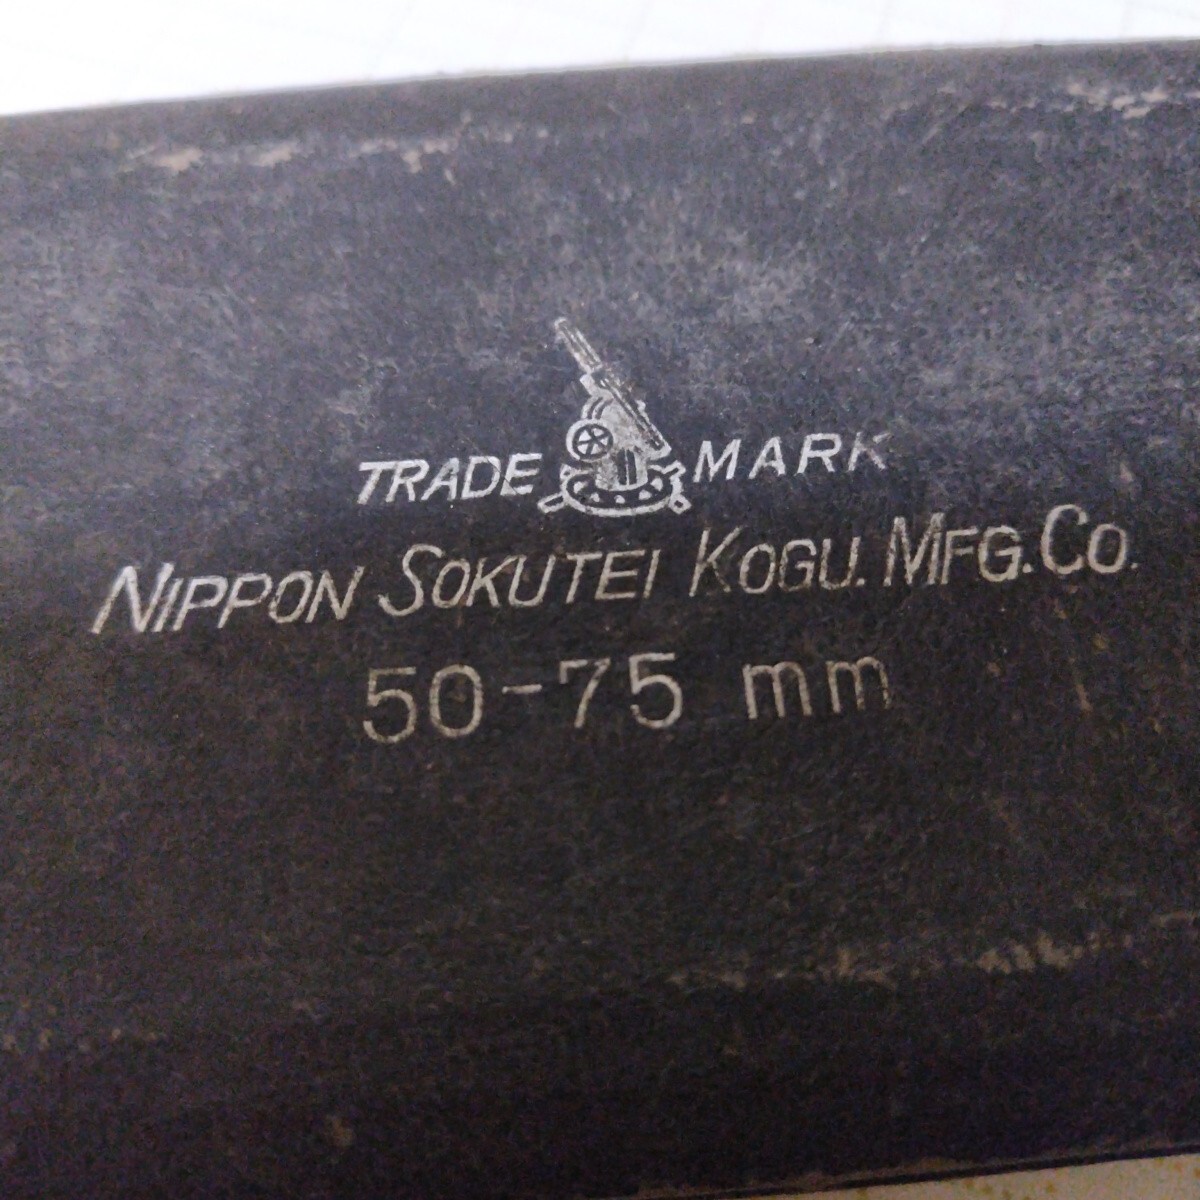 TRADE MARK
NIPPON SOKUTEI KOGU. MFG. CO.
50-75 mm